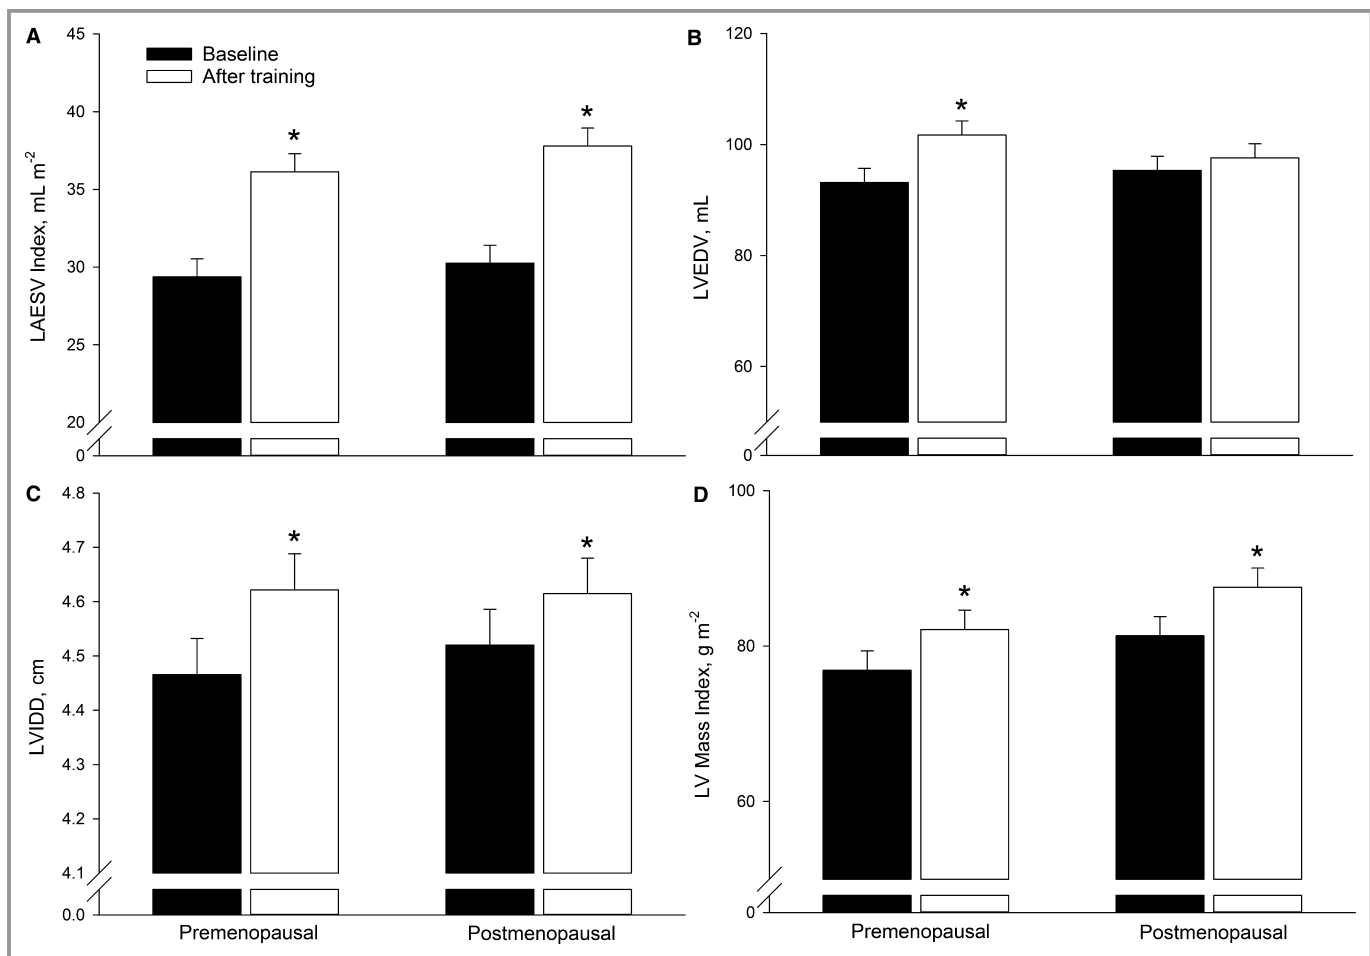 A
45
40
35
30
25
20
0
LAESV Index, mL m-2
Baseline
After training
*
*
B
120
100
80
60
0
LVEDV, mL
*
C
4.8
4.7
4.6
4.5
4.4
4.3
4.2
4.1
0.0
LVIDD, cm
*
*
Premenopausal
Postmenopausal
D
100
80
60
0
LV Mass Index, g m-2
*
*
Premenopausal
Postmenopausal